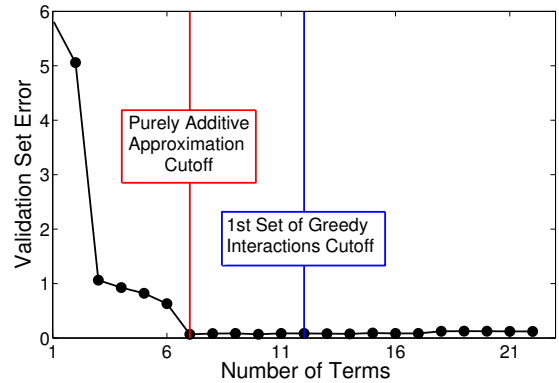 6
5
4
3
2
1
0
Validation Set Error
Purely Additive
Approximation
Cutoff
1st Set of Greedy
Interactions Cutoff
1 6 11 16 21
Number of Terms